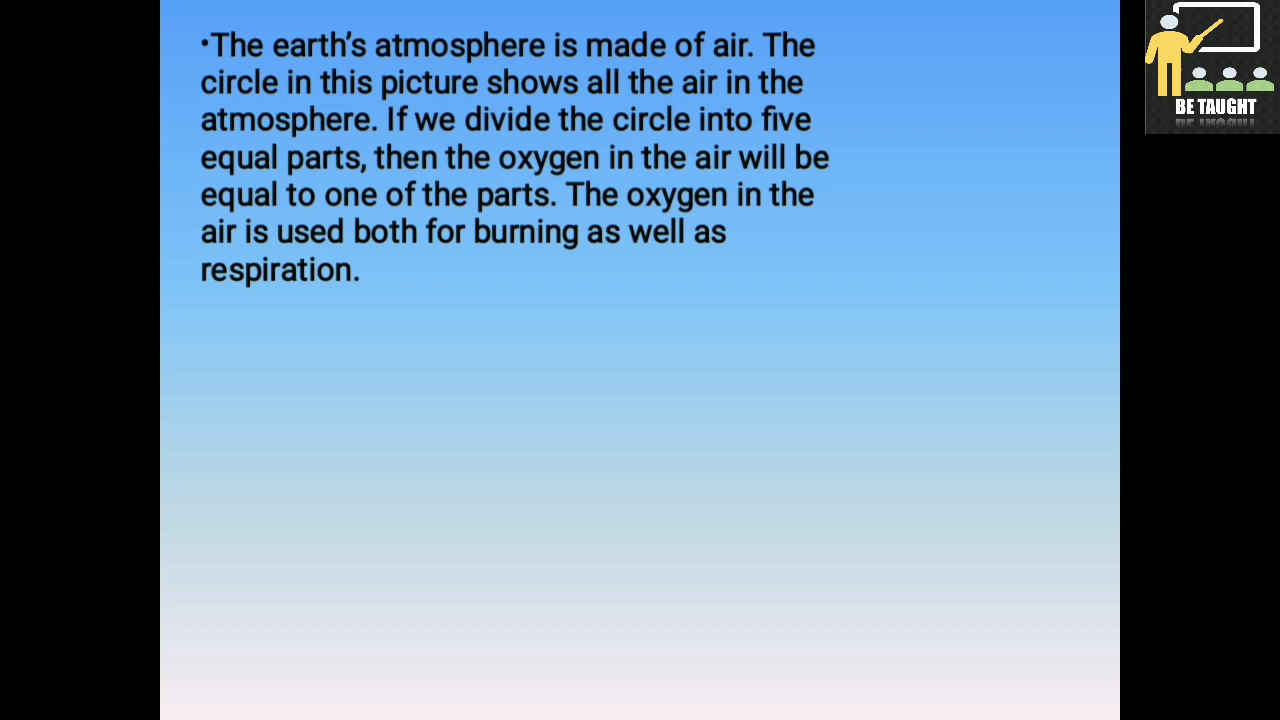 •The earth’s atmosphere is made of air. The
circle in this picture shows all the air in the
atmosphere. If we divide the circle into five
equal parts, then the oxygen in the air will be
equal to one of the parts. The oxygen in the
air is used both for burning as well as
respiration.
BE TAUGHT